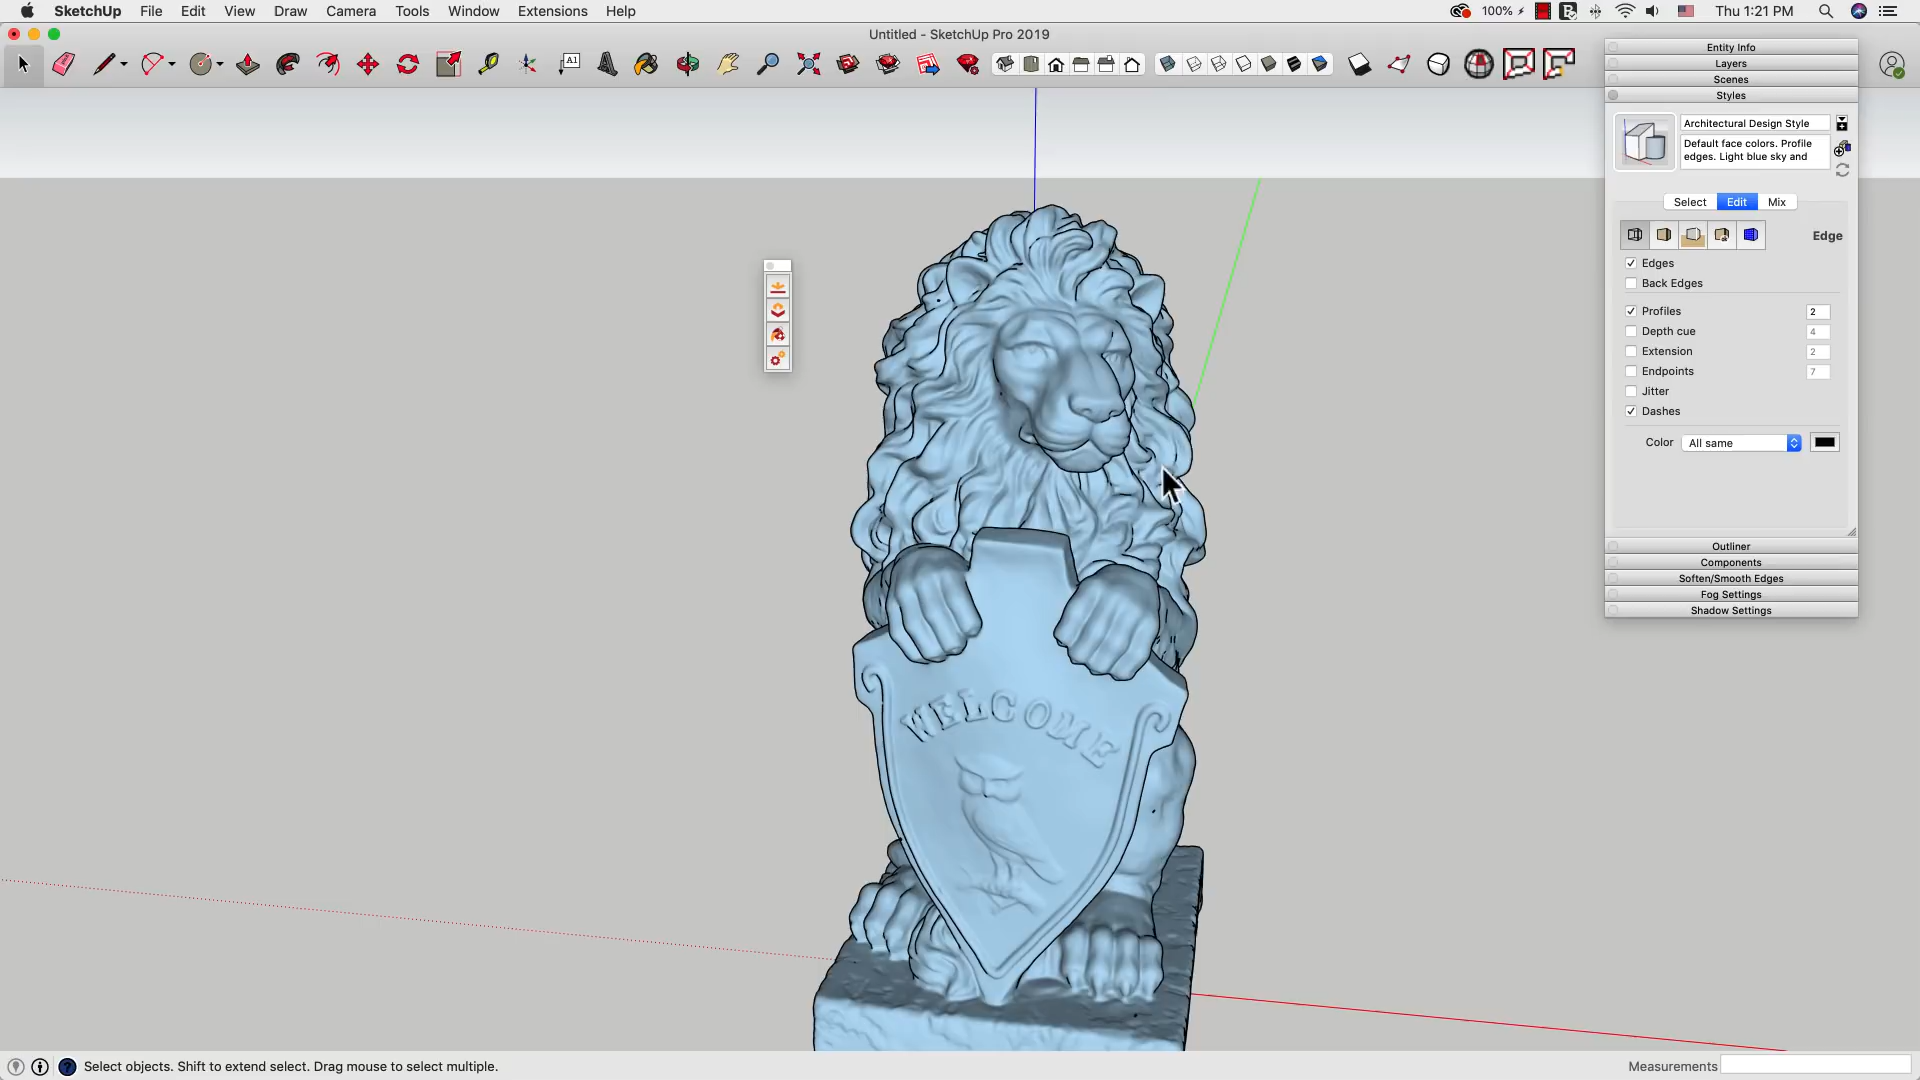 SketchUp File Edit View Draw Camera Tools Window Extensions Help 100% Thu 1:21 PM
Untitled - SketchUp Pro 2019
A1
Entity Info
Layers
Scenes
Styles
Architectural Design Style
Default face colors. Profile
edges. Light blue sky and
Select Edit Mix
Edge
Edges
Back Edges
Profiles 2
Depth cue 4
Extension 2
Endpoints 7
Jitter
Dashes
Color All same
Outliner
Components
Soften/Smooth Edges
Fog Settings
Shadow Settings
WELCOME
Select objects. Shift to extend select. Drag mouse to select multiple.
Measurements